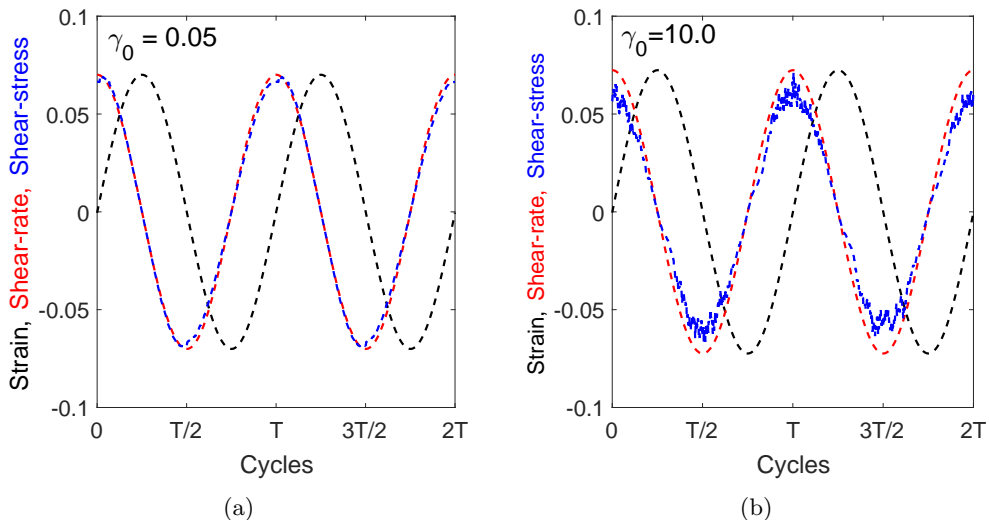 γ0 = 0.05
0.1
0.05
0
-0.05
-0.1
Strain, Shear-rate, Shear-stress
0 T/2 T 3T/2 2T
Cycles
(a)
γ0=10.0
0.1
0.05
0
-0.05
-0.1
Strain, Shear-rate, Shear-stress
0 T/2 T 3T/2 2T
Cycles
(b)